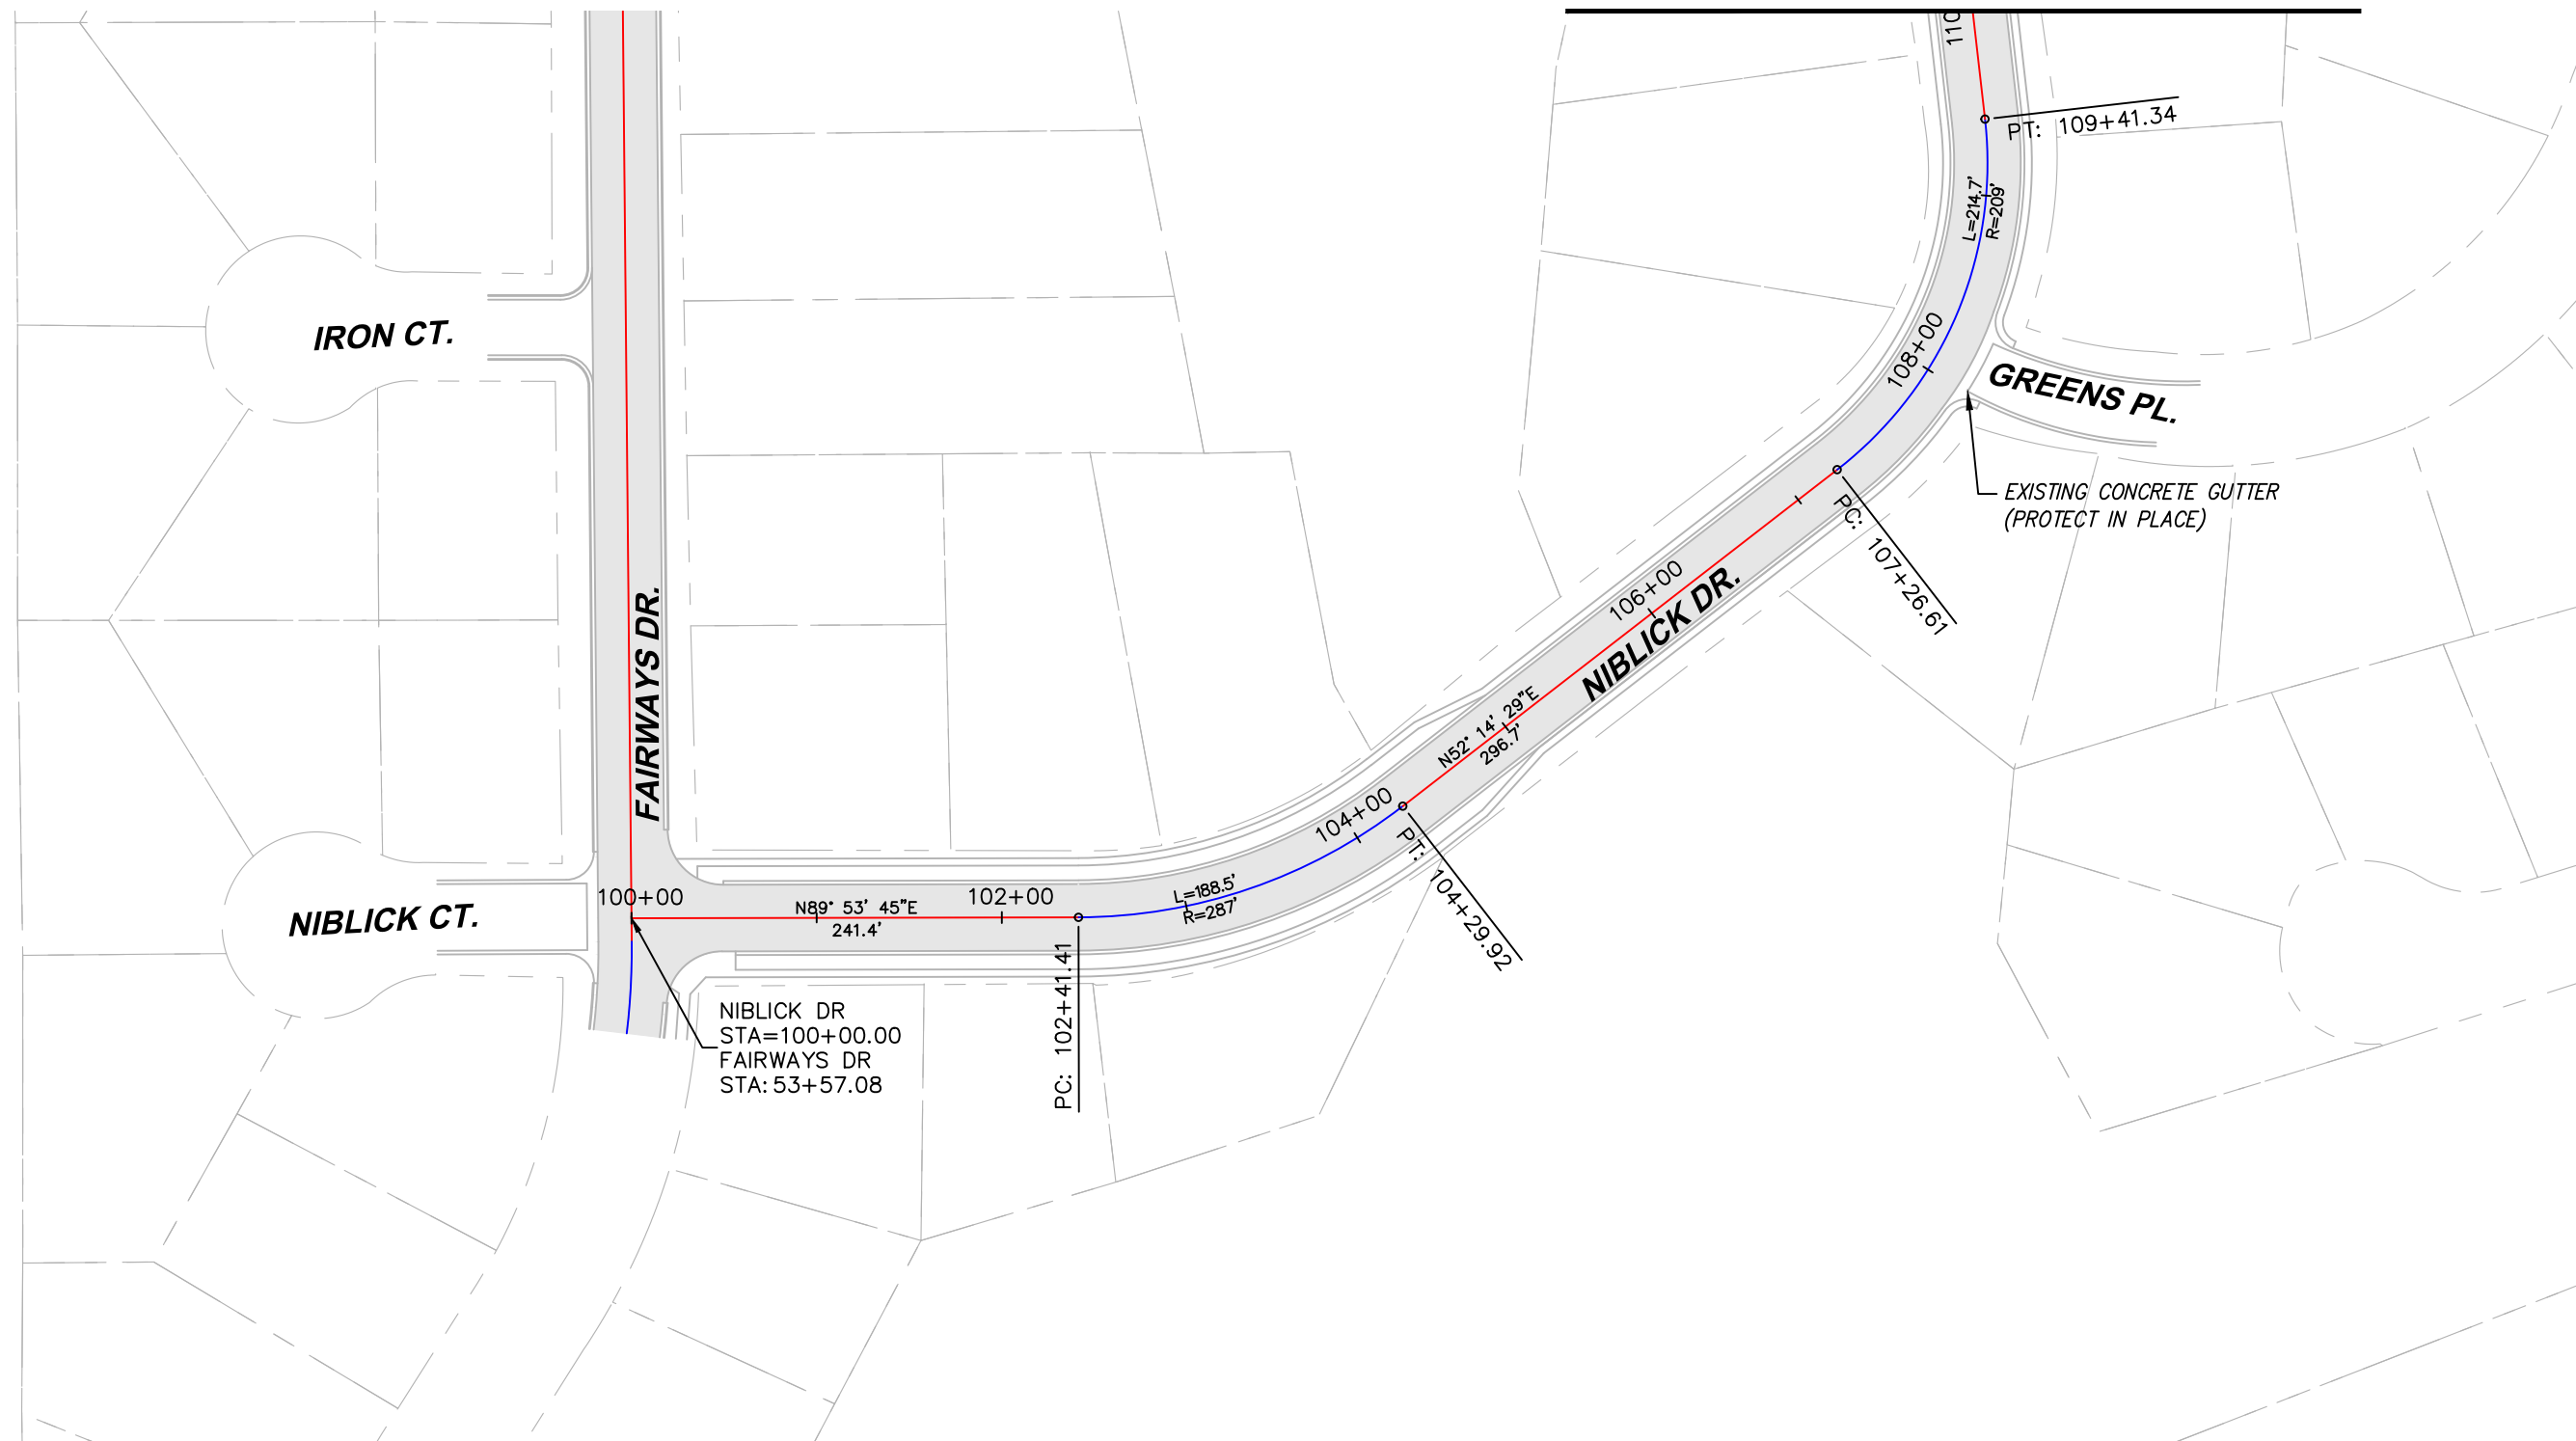 110
PT: 109+41.34
L=214.7'
R=209'
IRON CT.
108+00
GREENS PL.
EXISTING CONCRETE GUTTER
(PROTECT IN PLACE)
PC: 107+26.61
106+00
NIBLICK DR.
FAIRWAYS DR.
N52° 14' 29"E
296.7'
104+00
PT: 104+29.92
NIBLICK CT.
100+00
N89° 53' 45"E
241.4'
102+00
L=188.5'
R=287'
PC: 102+41.41
NIBLICK DR
STA=100+00.00
FAIRWAYS DR
STA: 53+57.08